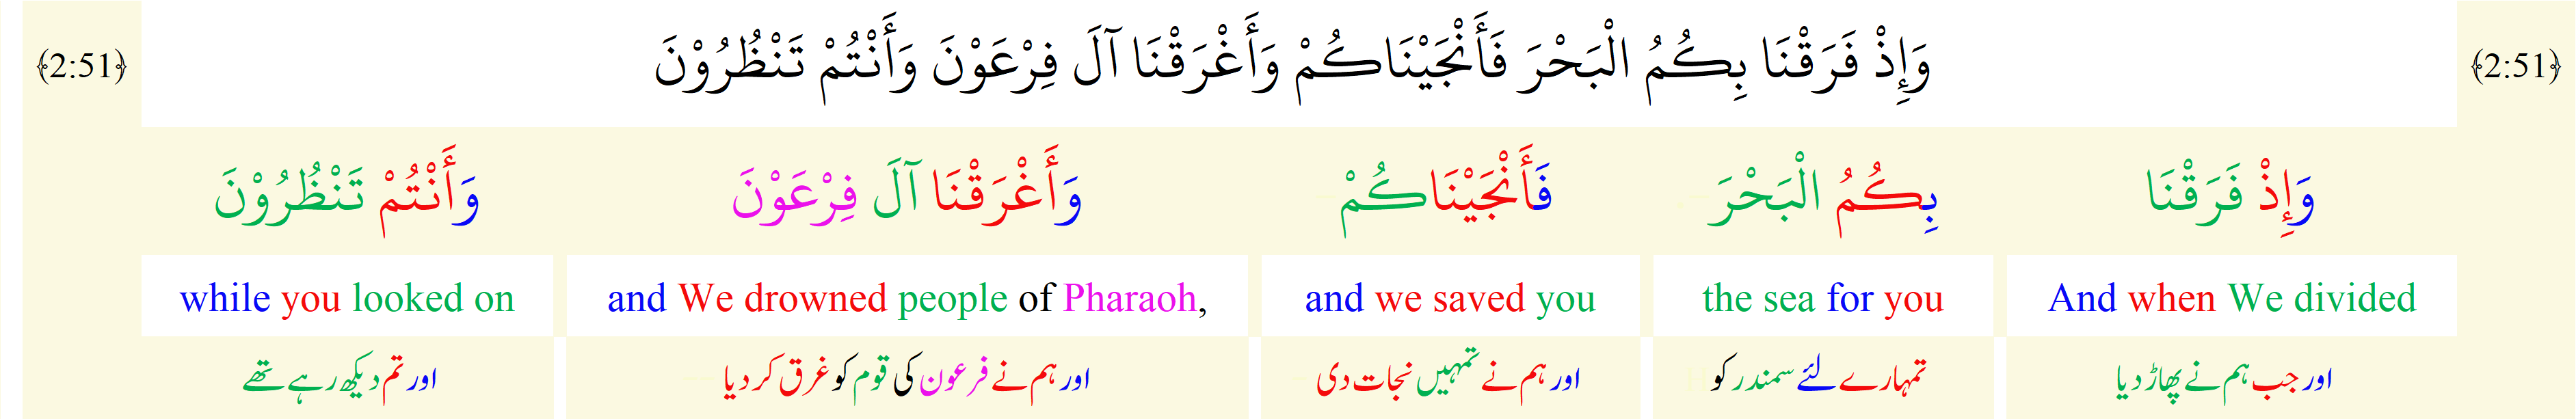 ﴿2:51﴾ وَإِذْ فَرَقْنَا بِكُمُ الْبَحْرَ فَأَنْجَيْنَاكُمْ وَأَغْرَقْنَا آلَ فِرْعَوْنَ وَأَنْتُمْ تَنْظُرُوْنَ ﴿2:51﴾
وَإِذْ فَرَقْنَا بِكُمُ الْبَحْرَ فَأَنْجَيْنَاكُمْ وَأَغْرَقْنَا آلَ فِرْعَوْنَ وَأَنْتُمْ تَنْظُرُوْنَ
while you looked on and We drowned people of Pharaoh, and we saved you the sea for you And when We divided
اور جب ہم نے پھاڑ دیا تمہارے لئے سمندر کو اور ہم نے تمہیں نجات دی اور ہم نے فرعون کی قوم کو غرق کر دیا اور تم دیکھ رہے تھے